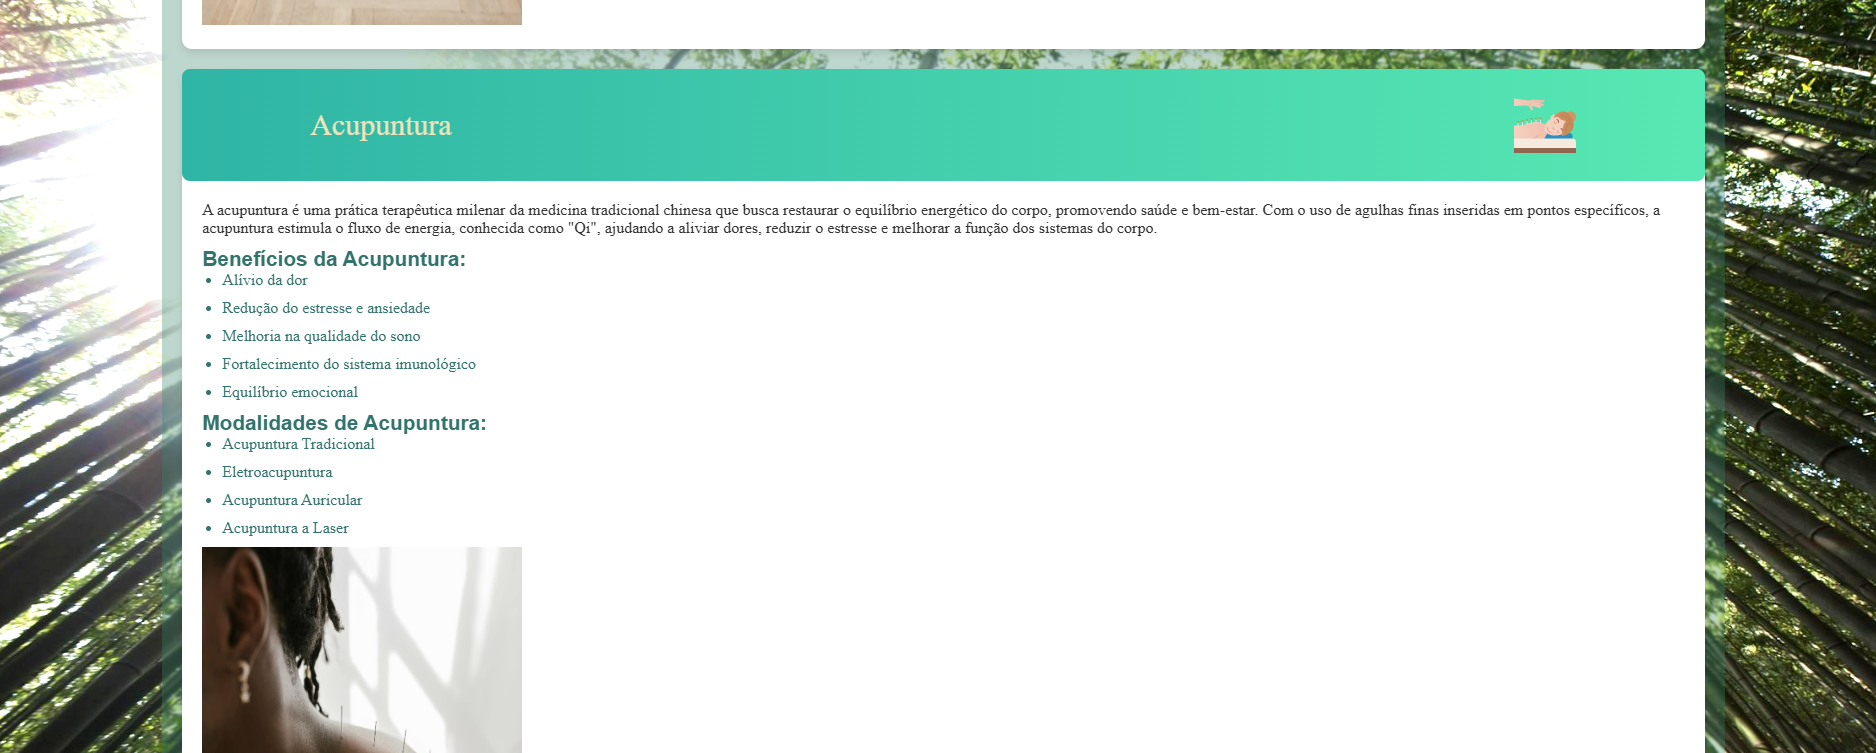 Acupuntura
A acupuntura é uma prática terapêutica milenar da medicina tradicional chinesa que busca restaurar o equilíbrio energético do corpo, promovendo saúde e bem-estar. Com o uso de agulhas finas inseridas em pontos específicos, a
acupuntura estimula o fluxo de energia, conhecida como "Qi", ajudando a aliviar dores, reduzir o estresse e melhorar a função dos sistemas do corpo.
Benefícios da Acupuntura:
Alívio da dor
Redução do estresse e ansiedade
Melhoria na qualidade do sono
Fortalecimento do sistema imunológico
Equilíbrio emocional
Modalidades de Acupuntura:
Acupuntura Tradicional
Eletroacupuntura
Acupuntura Auricular
Acupuntura a Laser